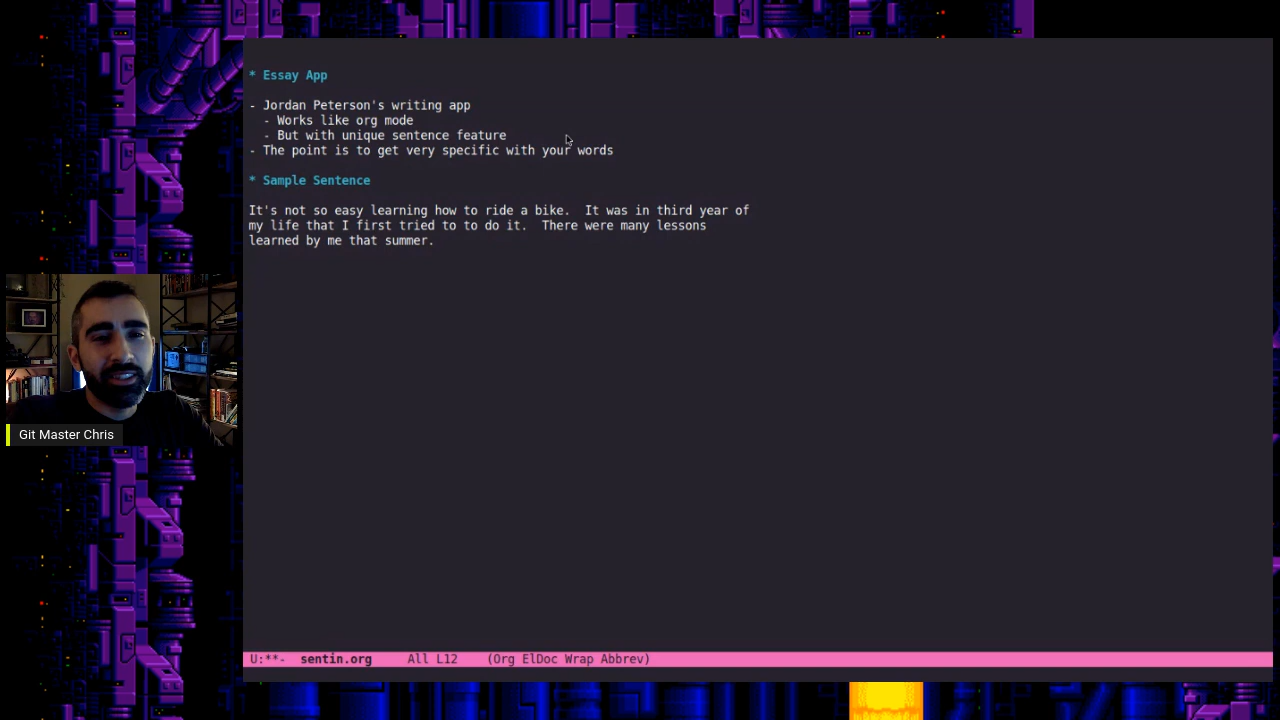 * Essay App
- Jordan Peterson's writing app
- Works like org mode
- But with unique sentence feature
- The point is to get very specific with your words
* Sample Sentence
It's not so easy learning how to ride a bike.  It was in third year of
my life that I first tried to to do it.  There were many lessons
learned by me that summer.
Git Master Chris
U:**-  sentin.org     All L12    (Org ElDoc Wrap Abbrev)